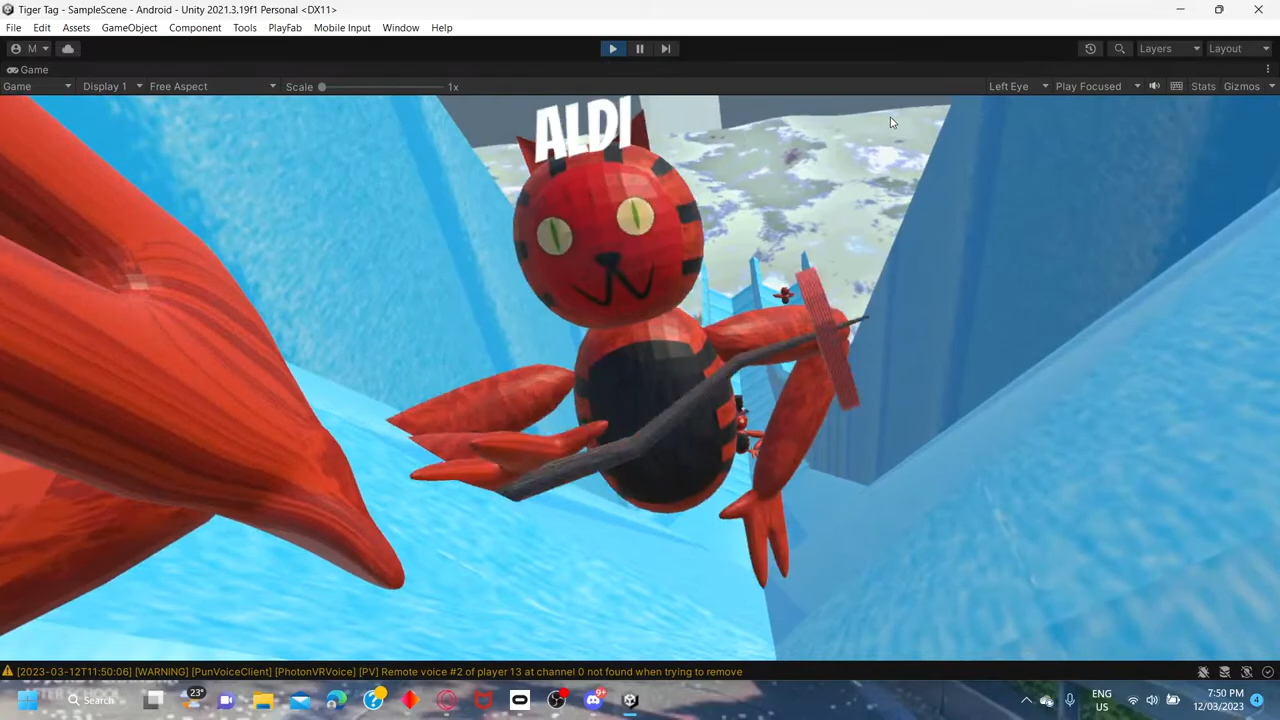 Tiger Tag - SampleScene - Android - Unity 2021.3.19f1 Personal <DX11>
File Edit Assets GameObject Component Tools PlayFab Mobile Input Window Help
M Layers Layout
Game
Game Display 1 Free Aspect Scale 1x Left Eye Play Focused Stats Gizmos
ALDI
[2023-03-12T11:50:06] [WARNING] [PunVoiceClient] [PhotonVRVoice] [PV] Remote voice #2 of player 13 at channel 0 not found when trying to remove
23° Search 9+ ENG US 7:50 PM 12/03/2023 4